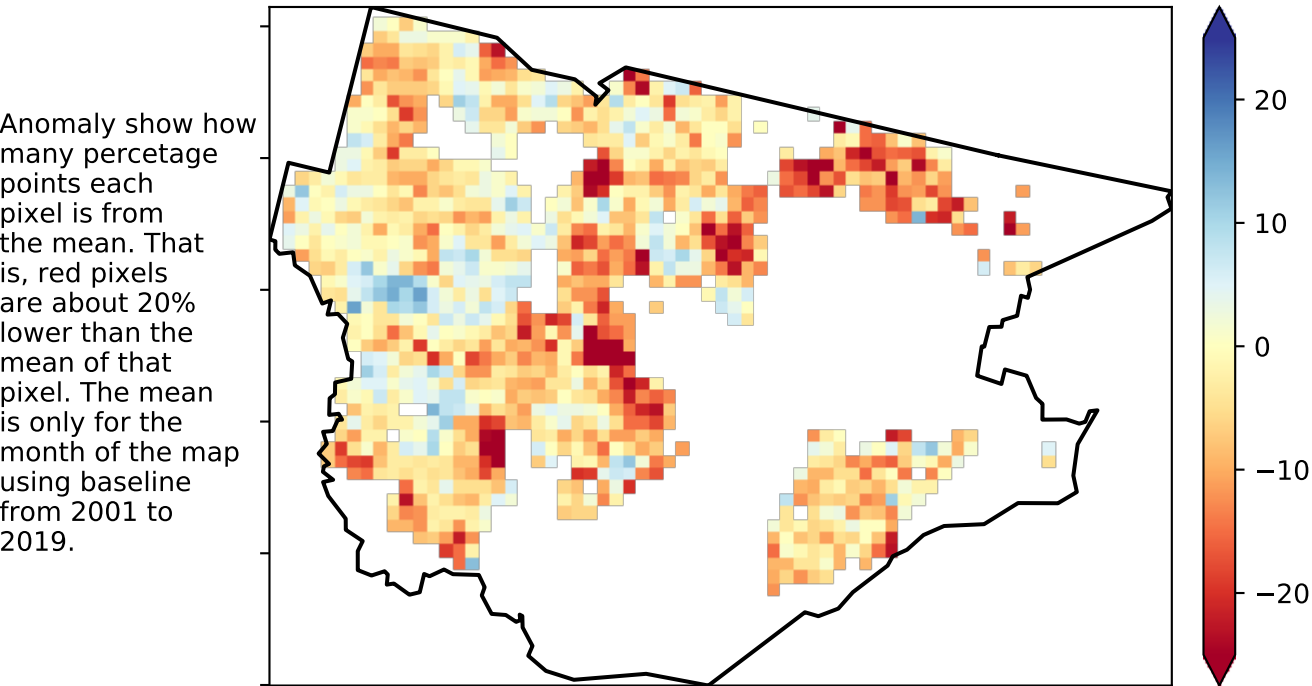 Anomaly show how
many percetage
points each
pixel is from
the mean. That
is, red pixels
are about 20%
lower than the
mean of that
pixel. The mean
is only for the
month of the map
using baseline
from 2001 to
2019.
20
10
0
−10
−20